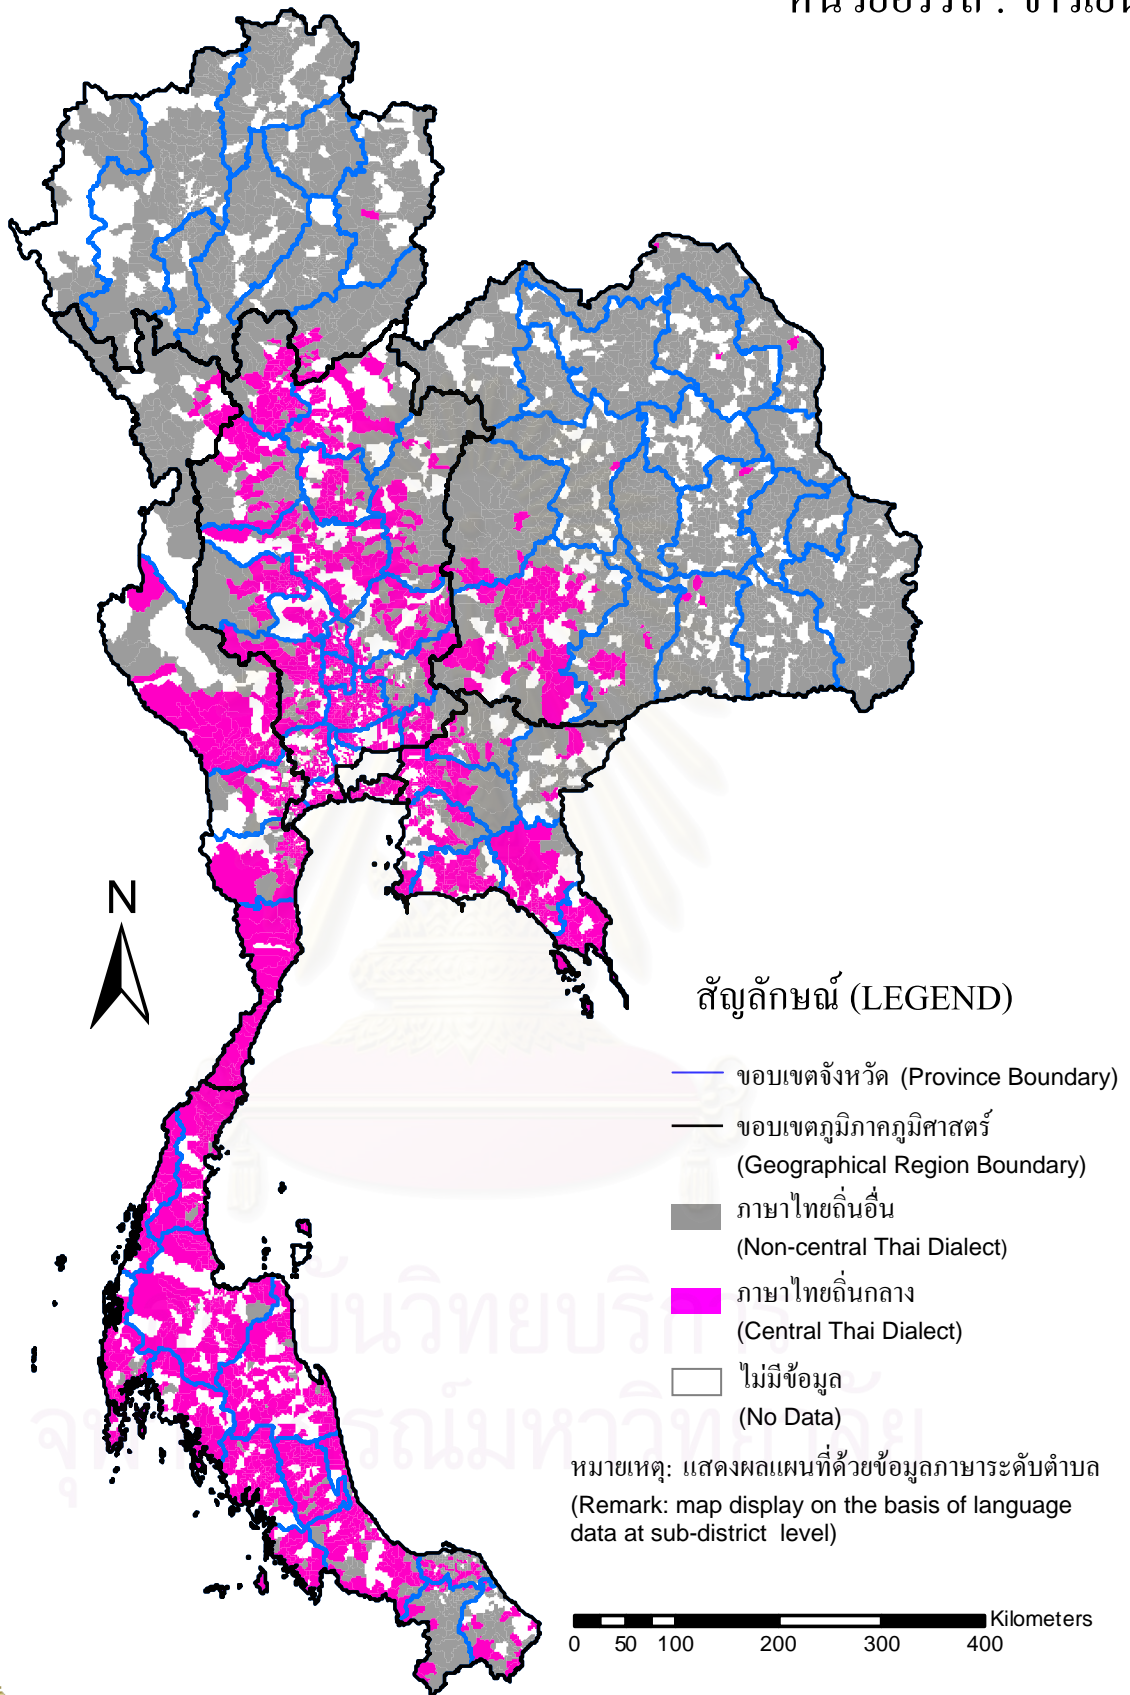 N
สัญลักษณ์ (LEGEND)
ขอบเขตจังหวัด (Province Boundary)
ขอบเขตภูมิภาคภูมิศาสตร์
(Geographical Region Boundary)
ภาษาไทยถิ่นอื่น
(Non-central Thai Dialect)
ภาษาไทยถิ่นกลาง
(Central Thai Dialect)
ไม่มีข้อมูล
(No Data)
หมายเหตุ: แสดงผลแผนที่ด้วยข้อมูลภาษาระดับตำบล
(Remark: map display on the basis of language
data at sub-district level)
Kilometers
0 50 100 200 300 400